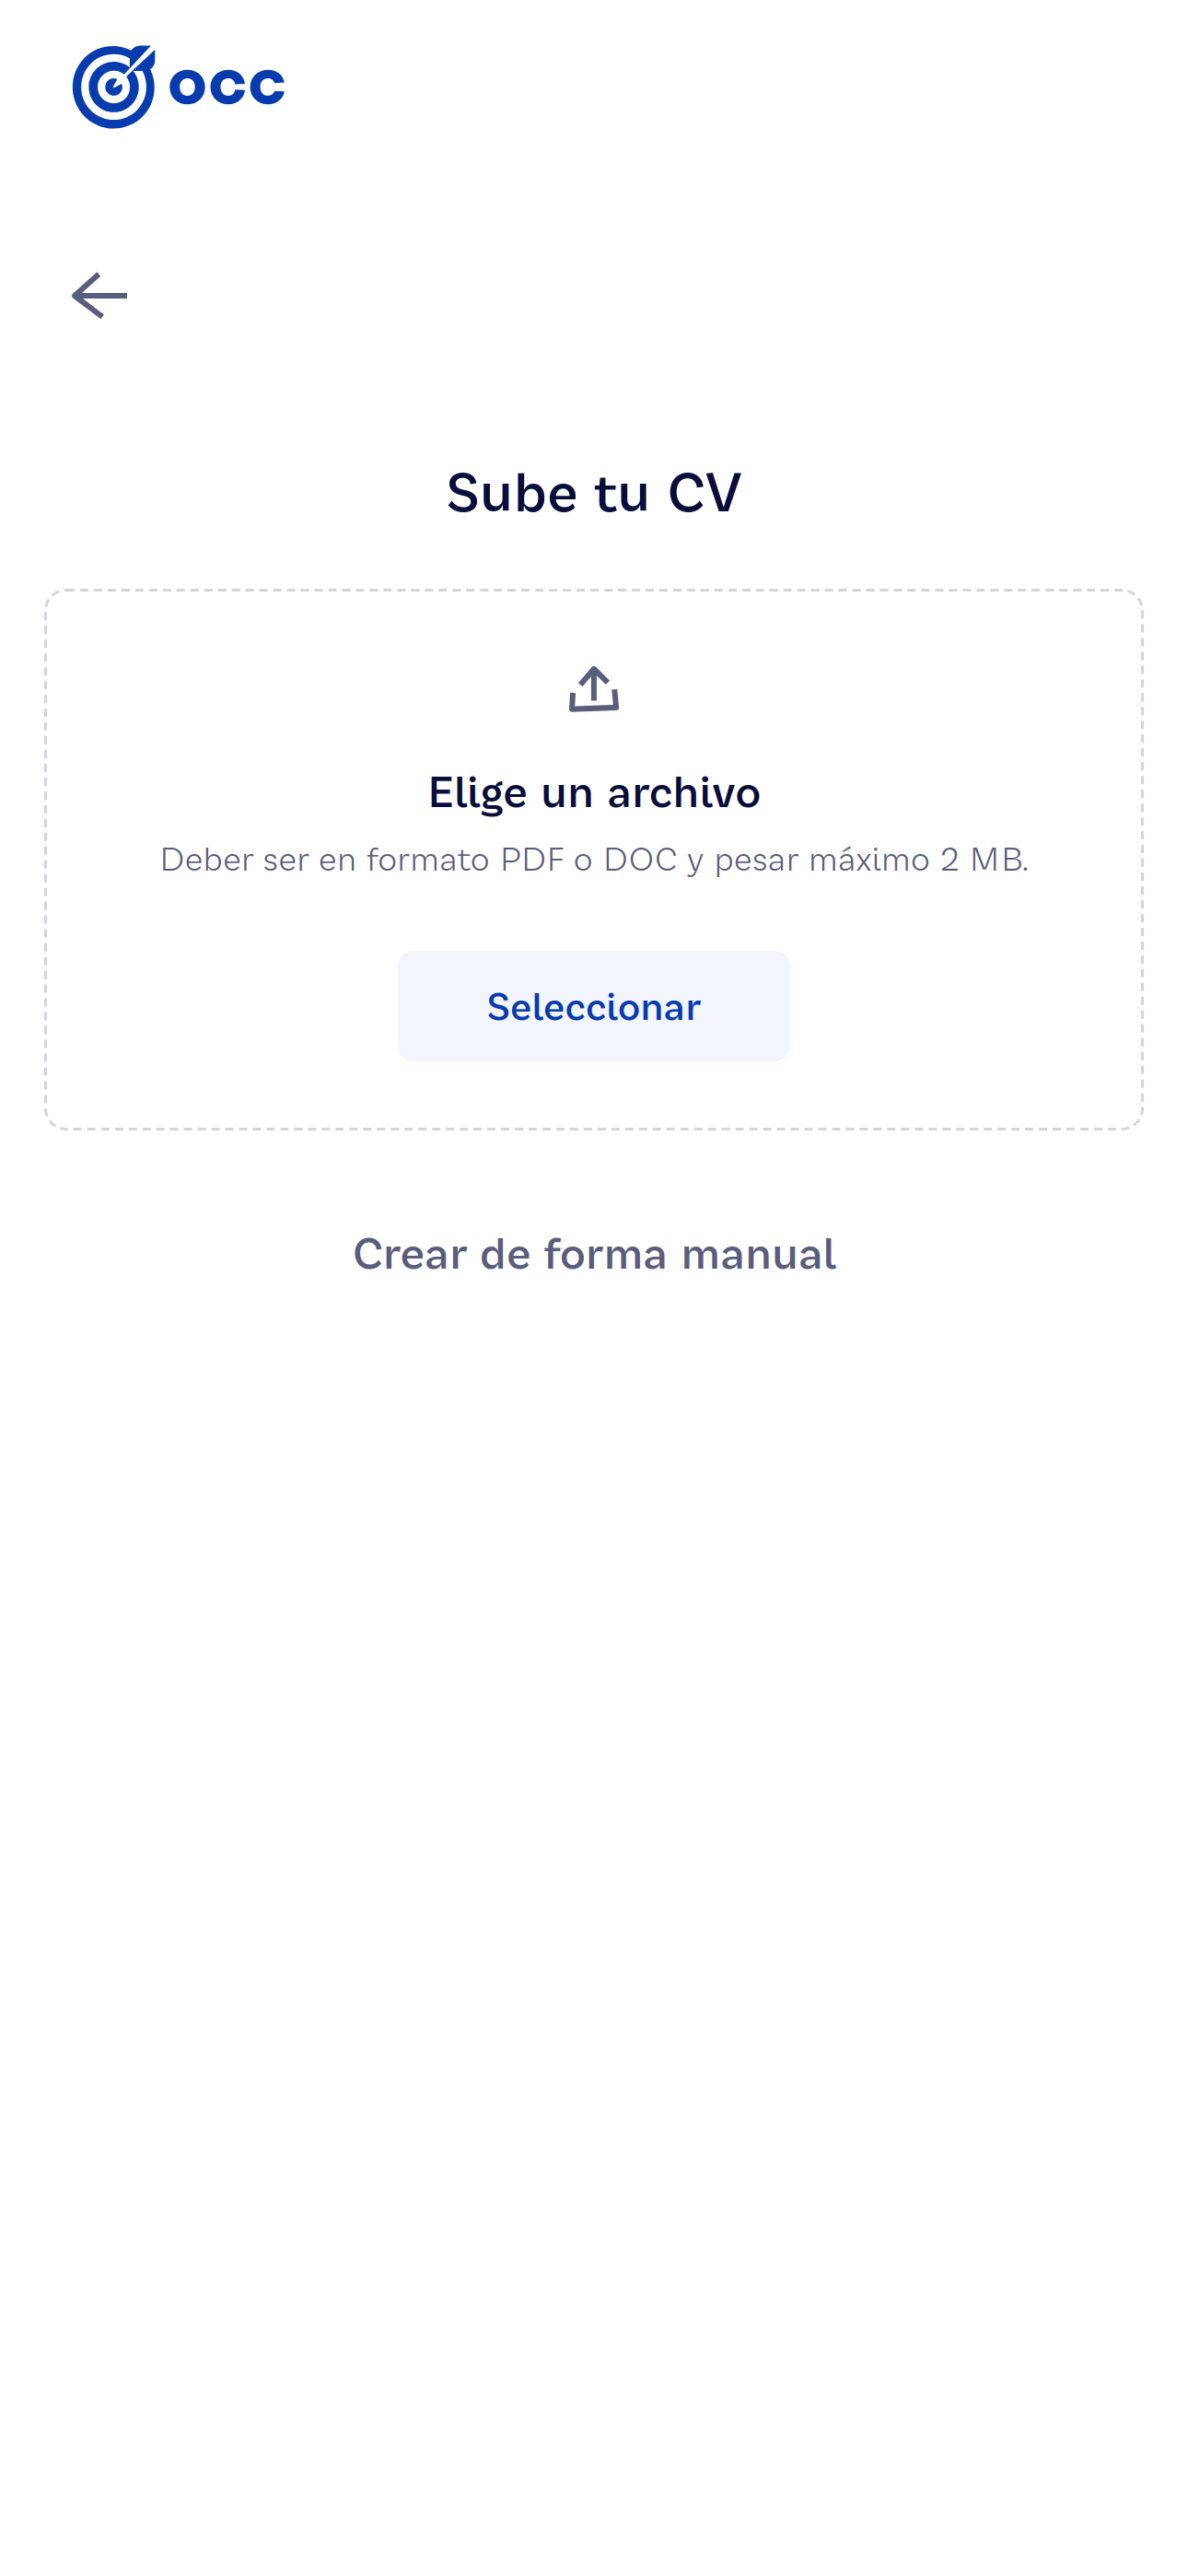 occ
Sube tu CV
Elige un archivo
Deber ser en formato PDF o DOC y pesar máximo 2 MB.
Seleccionar
Crear de forma manual